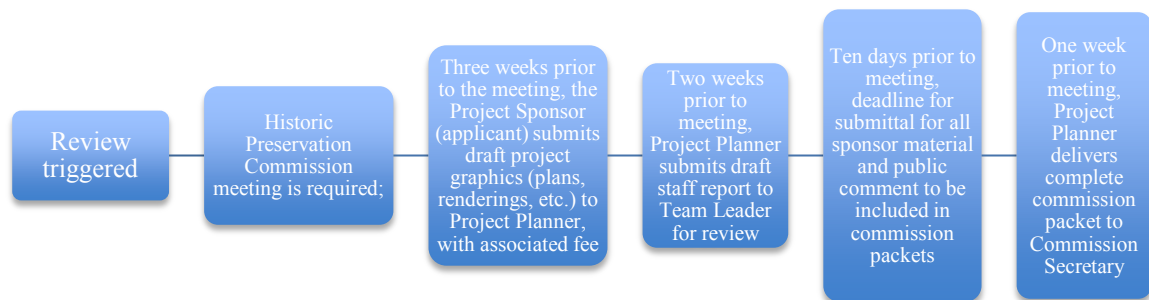 Review
triggered
Historic
Preservation
Commission
meeting is required;
Three weeks prior
to the meeting, the
Project Sponsor
(applicant) submits
draft project
graphics (plans,
renderings, etc.) to
Project Planner,
with associated fee
Two weeks
prior to
meeting,
Project Planner
submits draft
staff report to
Team Leader
for review
Ten days prior to
meeting,
deadline for
submittal for all
sponsor material
and public
comment to be
included in
commission
packets
One week
prior to
meeting,
Project
Planner
delivers
complete
commission
packet to
Commission
Secretary